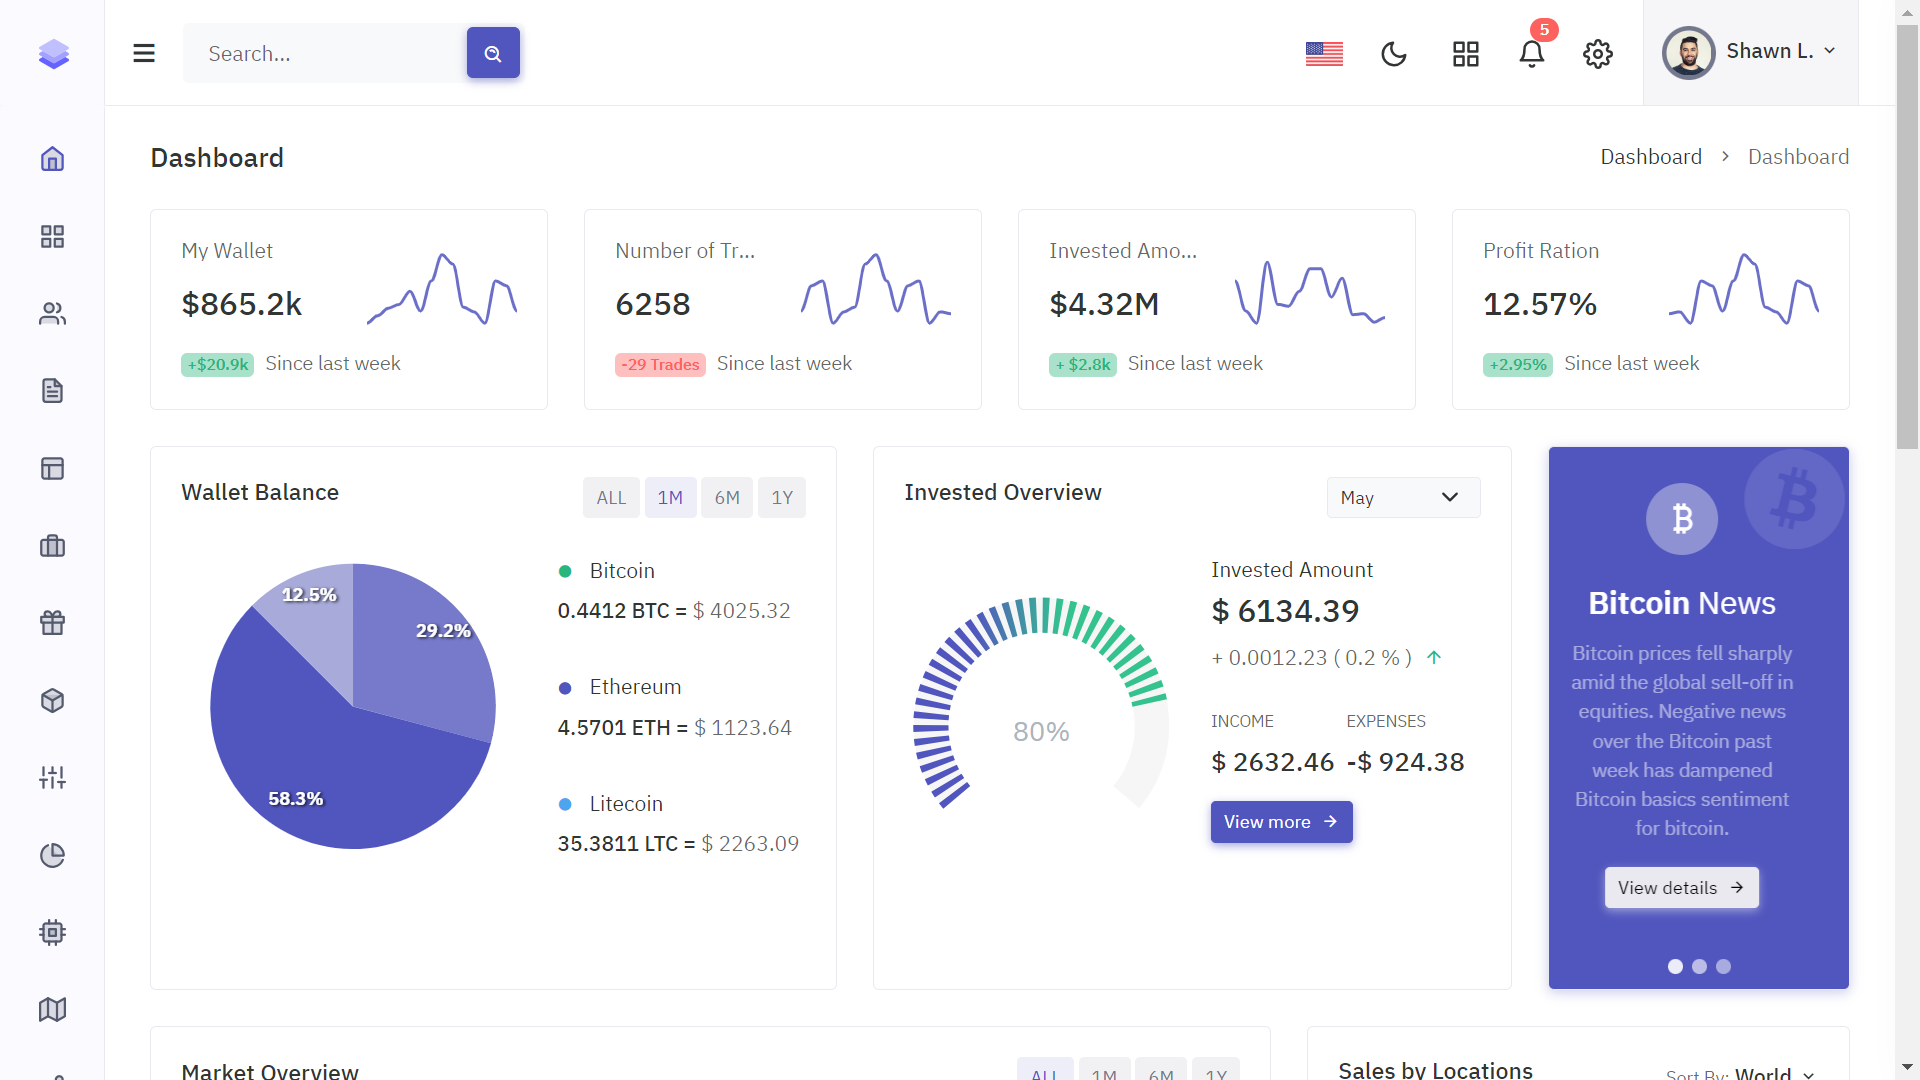 Search...
5
Shawn L.
Dashboard
Dashboard > Dashboard
My Wallet
$865.2k
+$20.9k Since last week
Number of Tr...
6258
-29 Trades Since last week
Invested Amo...
$4.32M
+ $2.8k Since last week
Profit Ration
12.57%
+2.95% Since last week
Wallet Balance
ALL 1M 6M 1Y
12.5%
29.2%
58.3%
Bitcoin
0.4412 BTC = $ 4025.32
Ethereum
4.5701 ETH = $ 1123.64
Litecoin
35.3811 LTC = $ 2263.09
Invested Overview
May
80%
Invested Amount
$ 6134.39
+ 0.0012.23 ( 0.2 % )
INCOME EXPENSES
$ 2632.46 -$ 924.38
View more
Bitcoin News
Bitcoin prices fell sharply
amid the global sell-off in
equities. Negative news
over the Bitcoin past
week has dampened
Bitcoin basics sentiment
for bitcoin.
View details
Market Overview
ALL 1M 6M 1Y
Sales by Locations
Sort By: World